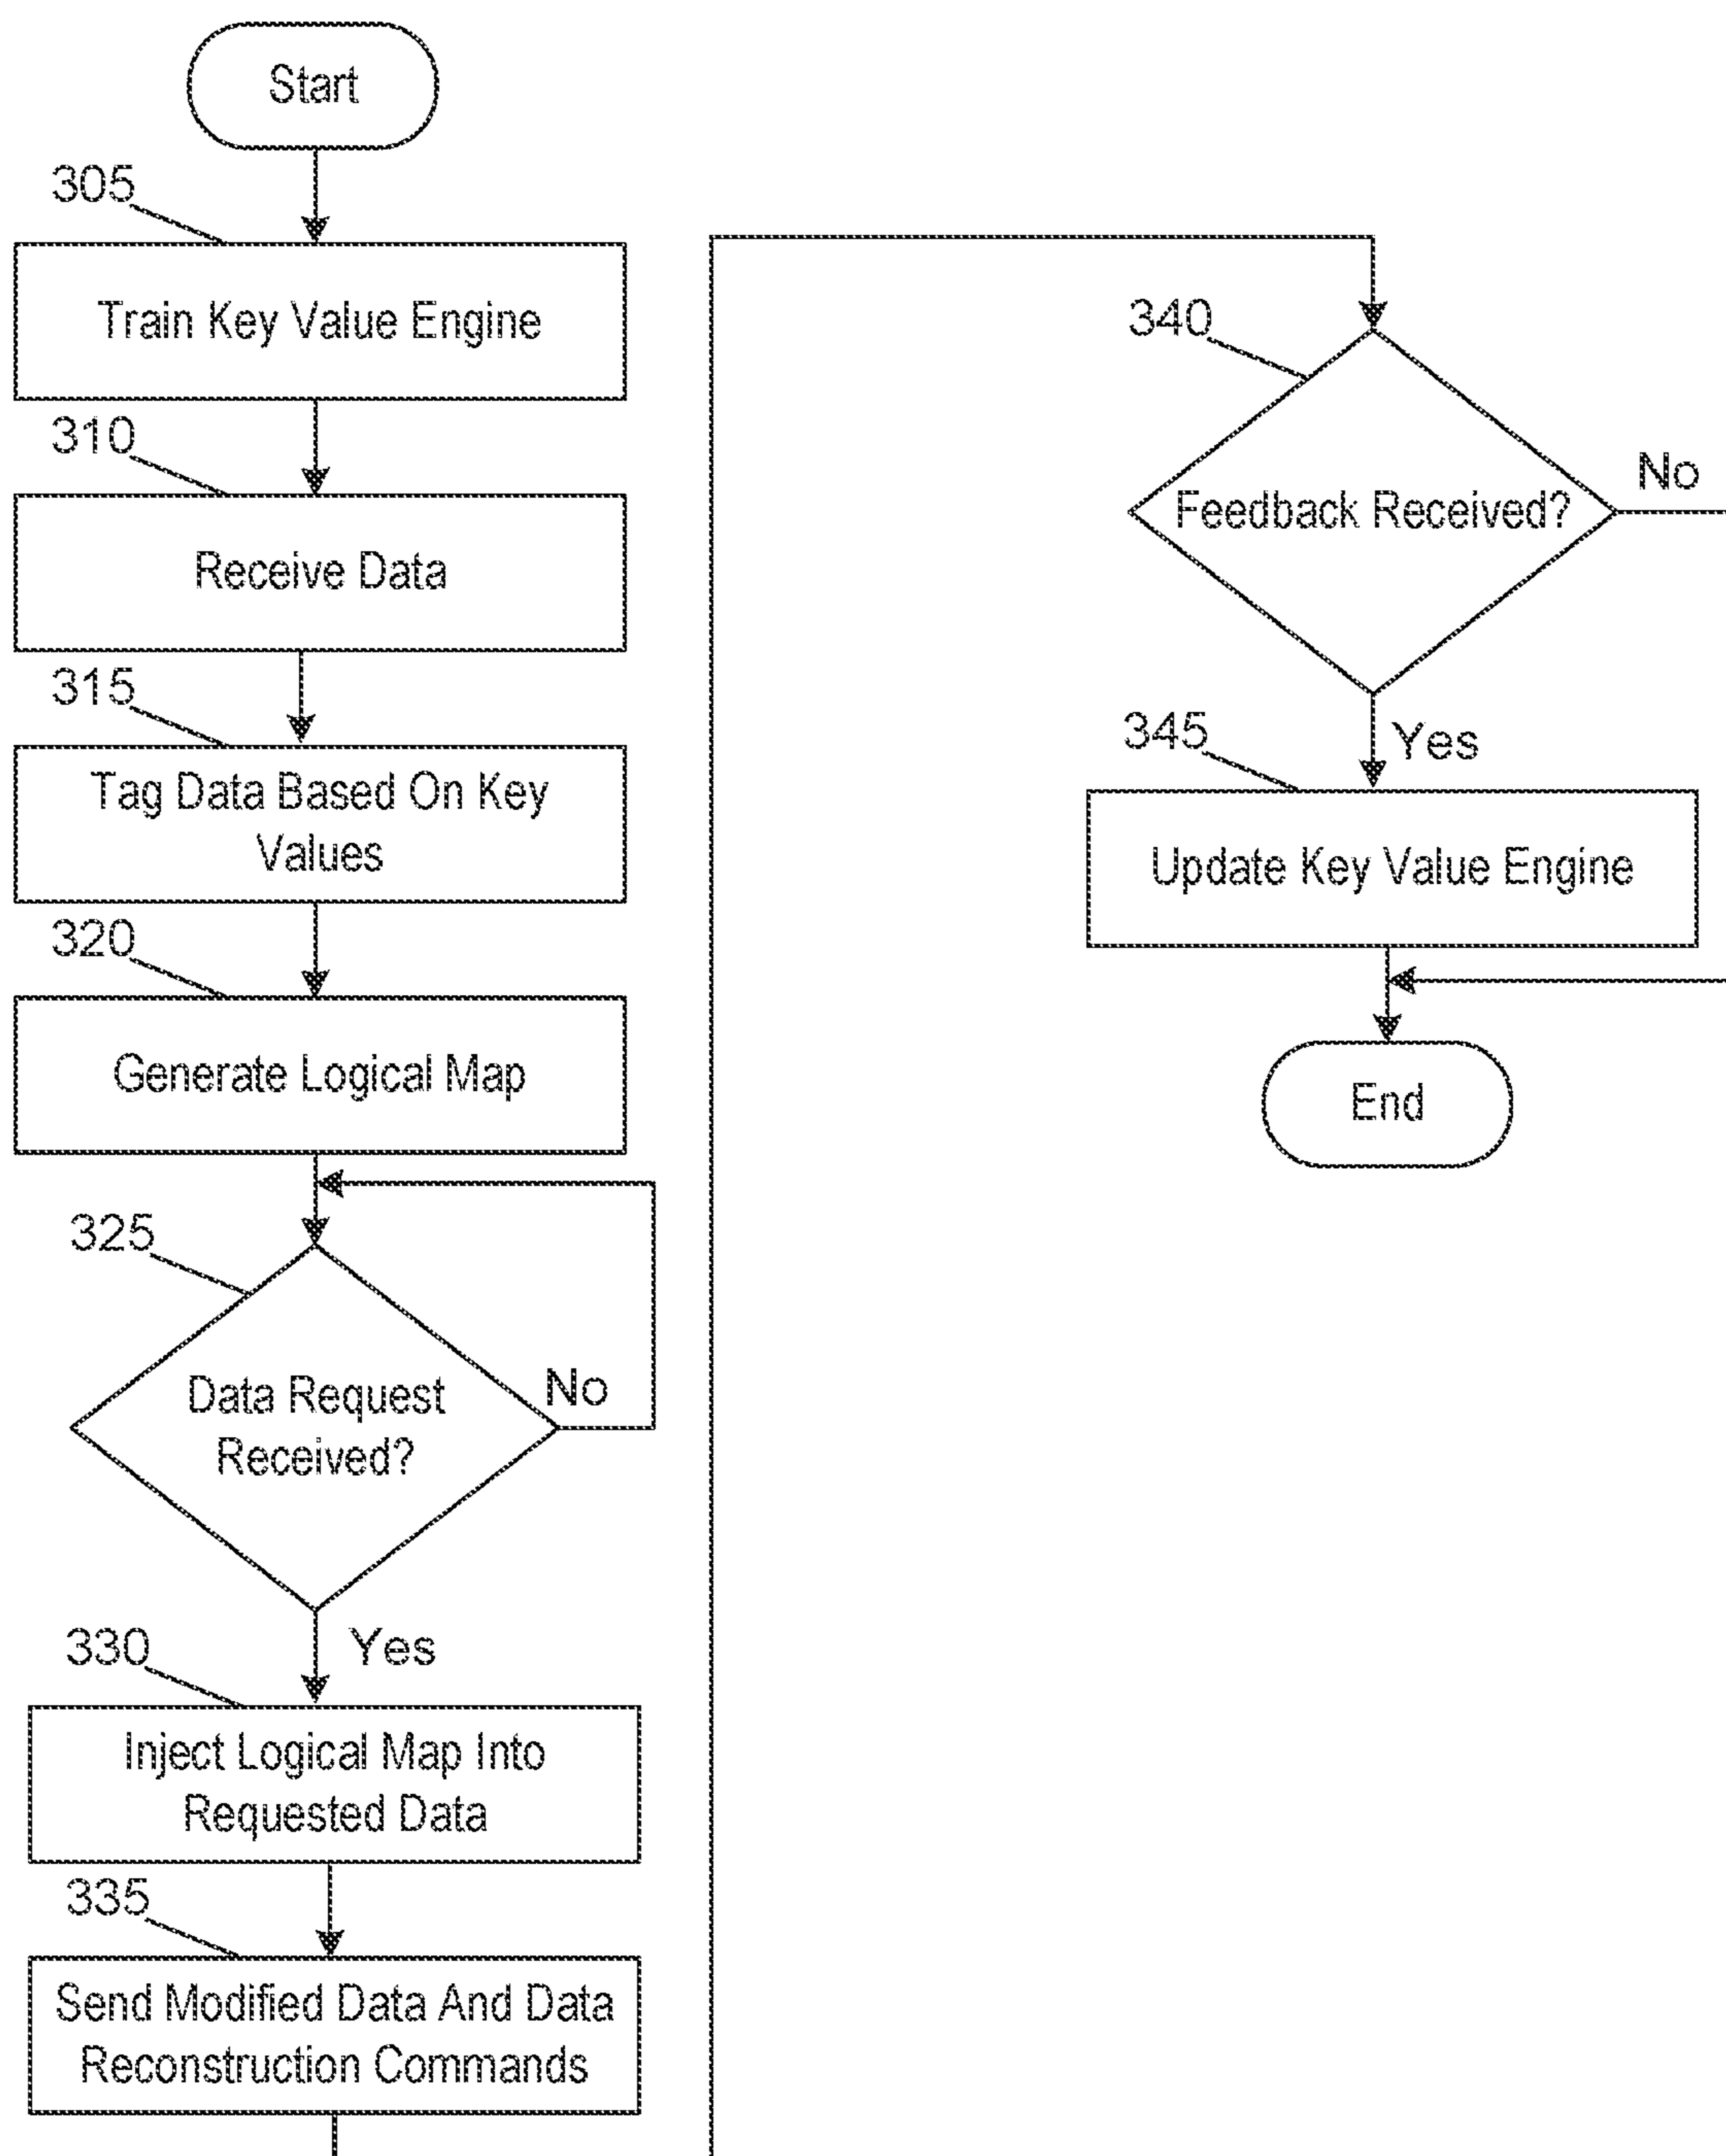 Start
305
Train Key Value Engine
310
Receive Data
315
Tag Data Based On Key
Values
320
Generate Logical Map
325
Data Request
Received?
No
Yes
330
Inject Logical Map Into
Requested Data
335
Send Modified Data And Data
Reconstruction Commands
340
Feedback Received?
No
Yes
345
Update Key Value Engine
End